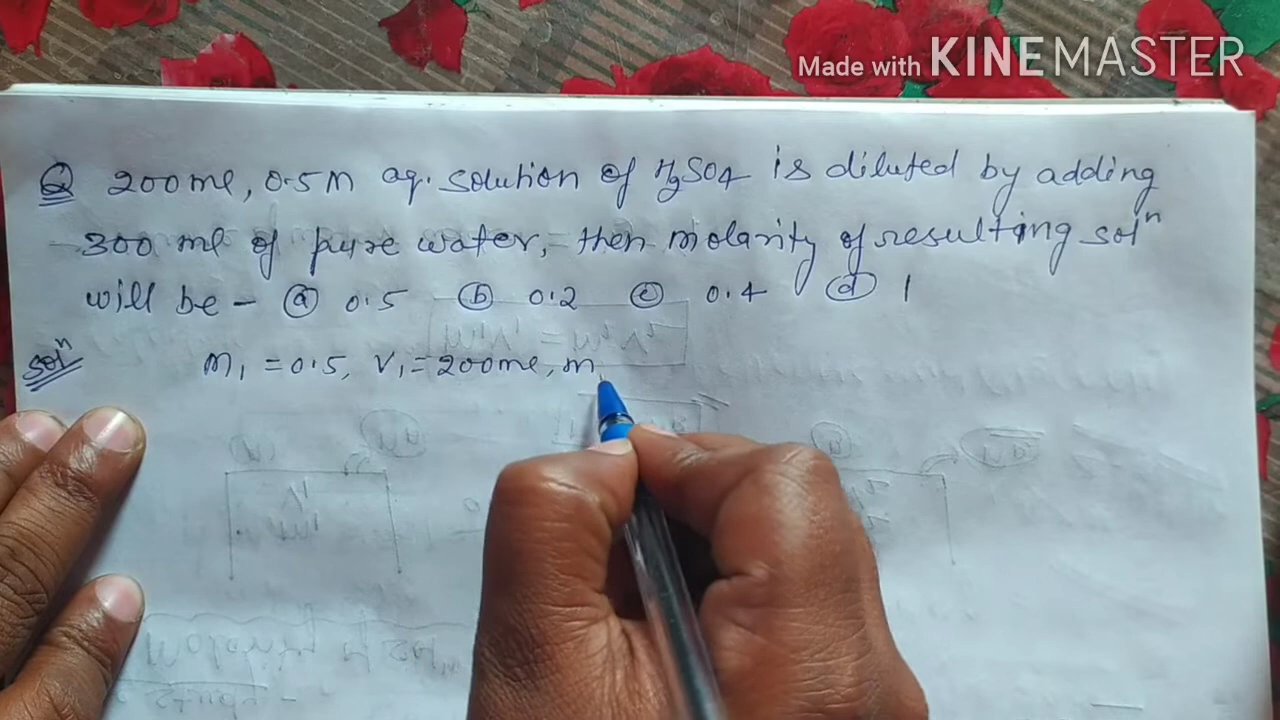 Made with KINEMASTER
Q 200ml, 0.5M aq. solution of H₂SO₄ is diluted by adding
300 ml of pure water, then molarity of resulting solⁿ
will be - (a) 0.5 (b) 0.2 (c) 0.4 (d) 1
solⁿ M₁ = 0.5, V₁ = 200ml, m